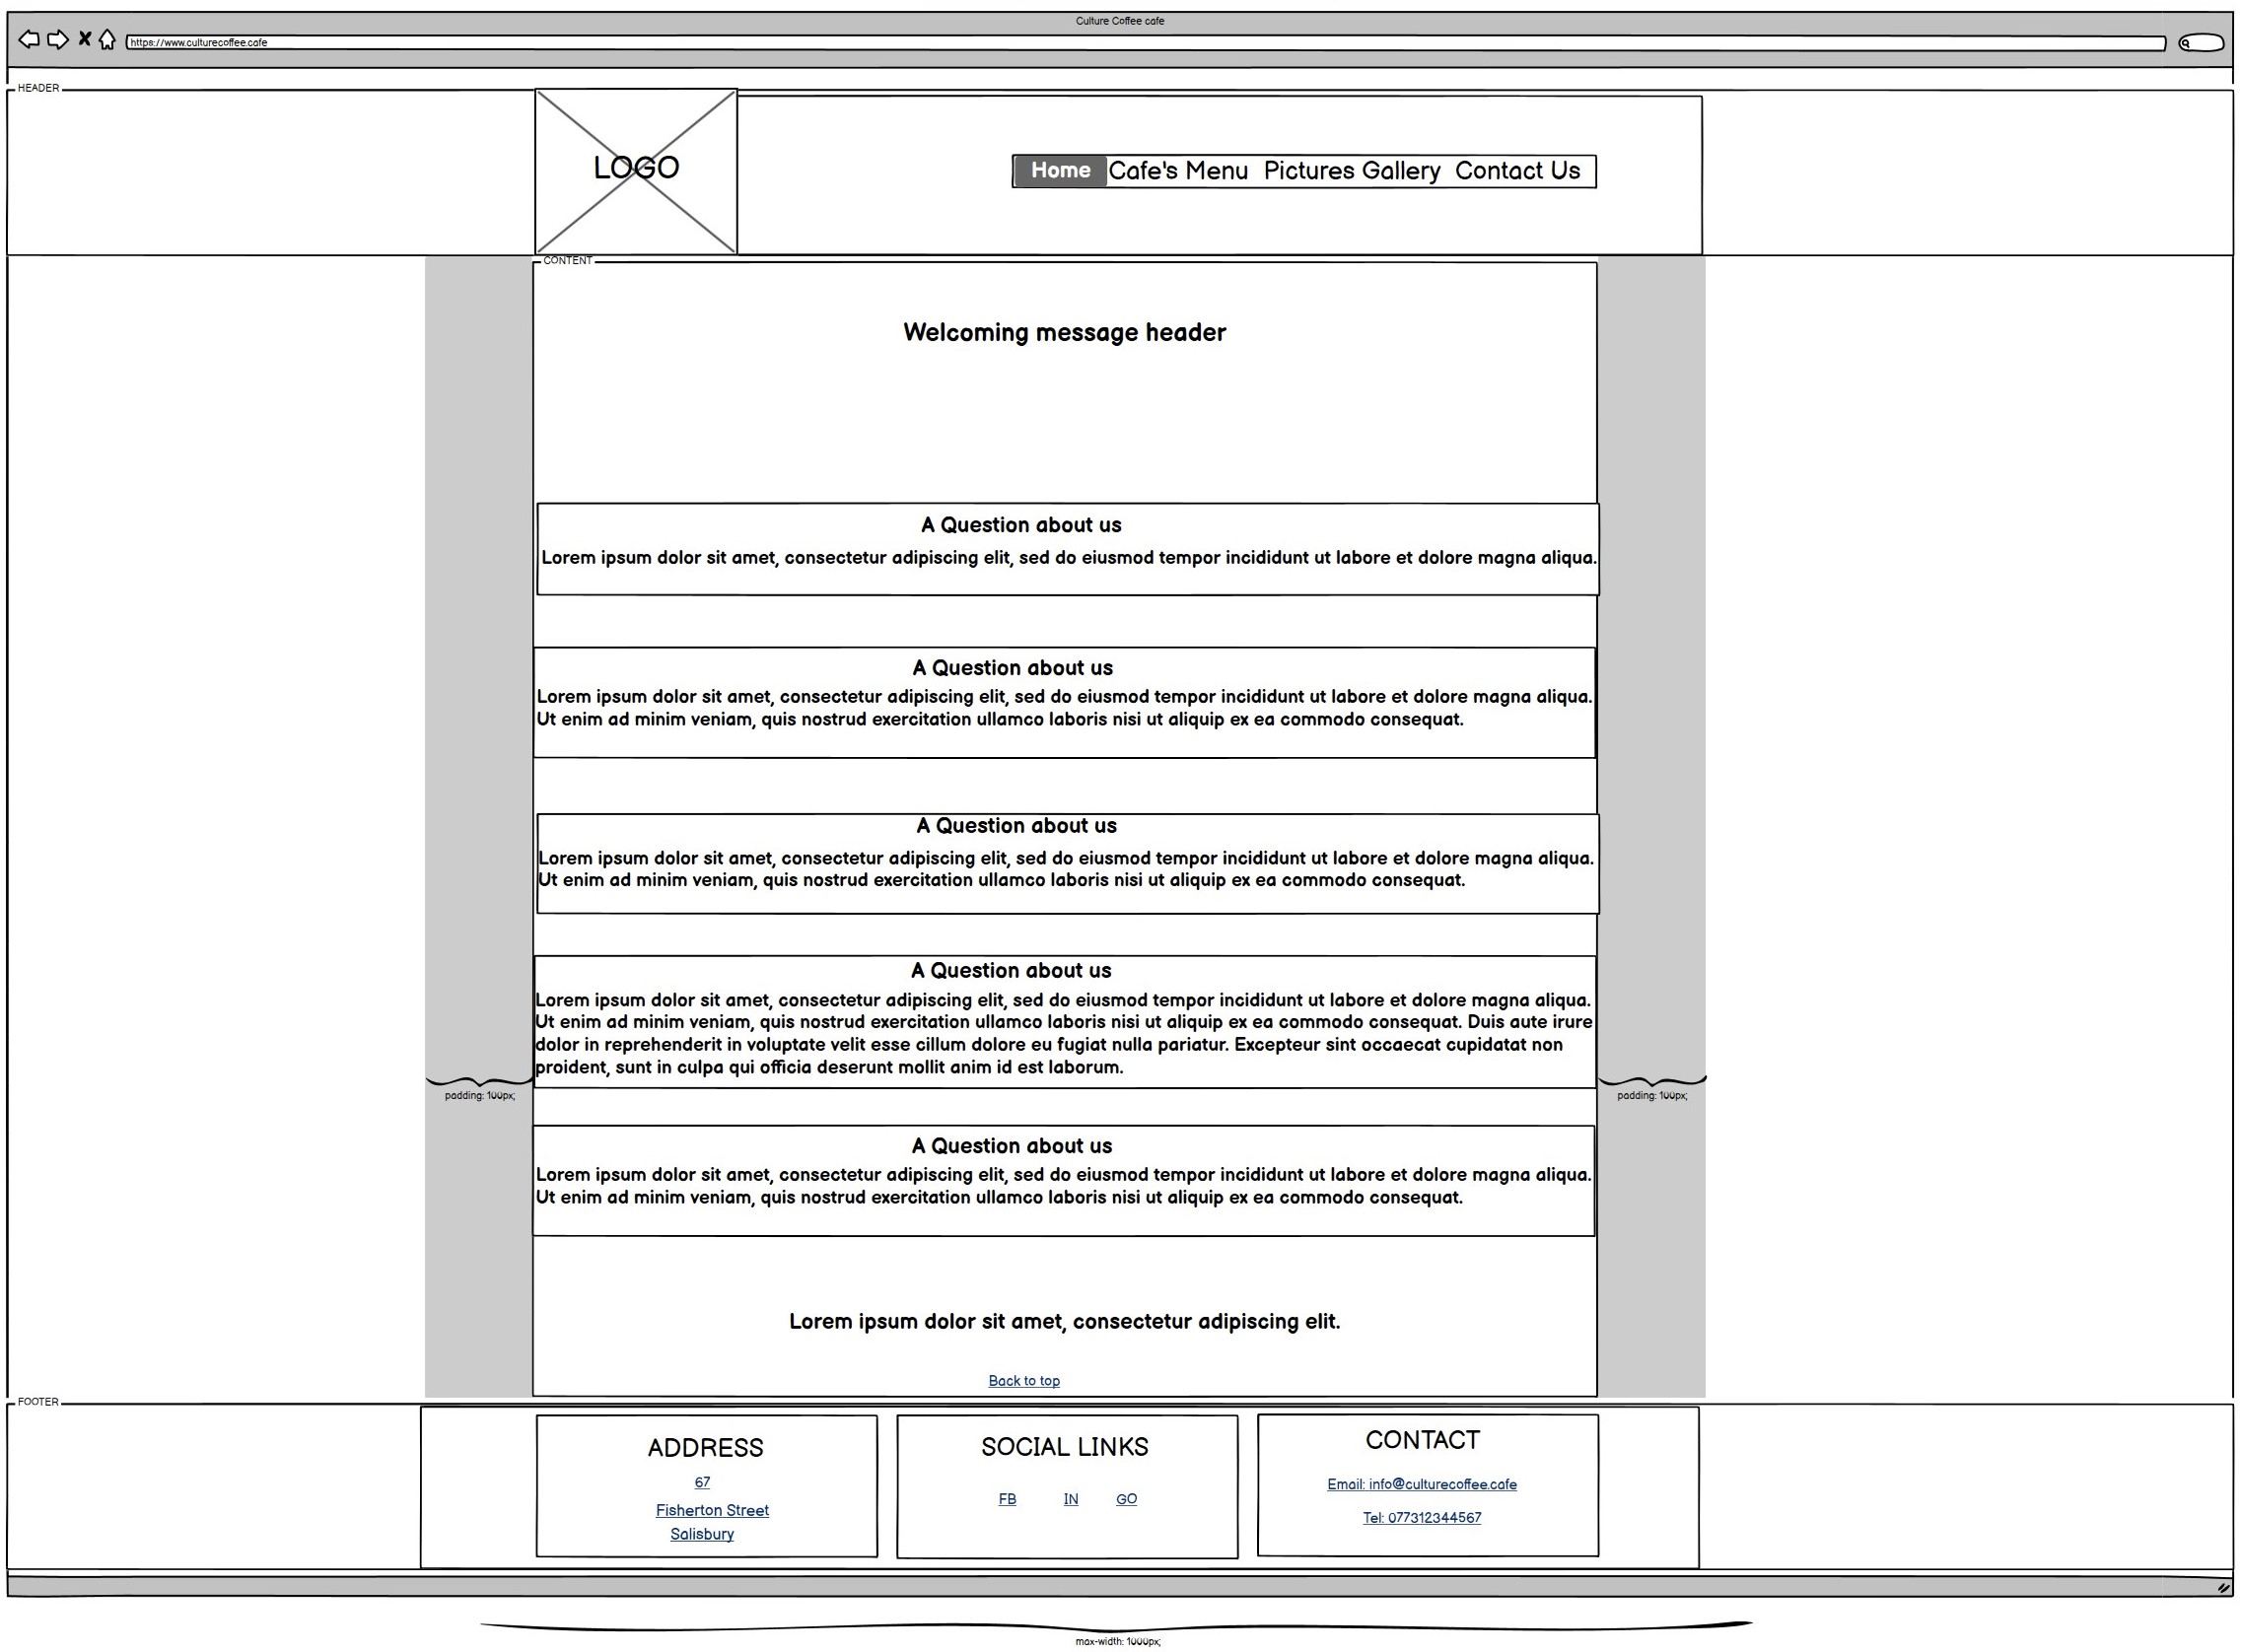 Culture Coffee cafe
https://www.culturecoffee.cafe
HEADER
LOGO
Home Cafe's Menu Pictures Gallery Contact Us
CONTENT
Welcoming message header
A Question about us
Lorem ipsum dolor sit amet, consectetur adipiscing elit, sed do eiusmod tempor incididunt ut labore et dolore magna aliqua.
A Question about us
Lorem ipsum dolor sit amet, consectetur adipiscing elit, sed do eiusmod tempor incididunt ut labore et dolore magna aliqua.
Ut enim ad minim veniam, quis nostrud exercitation ullamco laboris nisi ut aliquip ex ea commodo consequat.
A Question about us
Lorem ipsum dolor sit amet, consectetur adipiscing elit, sed do eiusmod tempor incididunt ut labore et dolore magna aliqua.
Ut enim ad minim veniam, quis nostrud exercitation ullamco laboris nisi ut aliquip ex ea commodo consequat.
A Question about us
Lorem ipsum dolor sit amet, consectetur adipiscing elit, sed do eiusmod tempor incididunt ut labore et dolore magna aliqua.
Ut enim ad minim veniam, quis nostrud exercitation ullamco laboris nisi ut aliquip ex ea commodo consequat. Duis aute irure
dolor in reprehenderit in voluptate velit esse cillum dolore eu fugiat nulla pariatur. Excepteur sint occaecat cupidatat non
proident, sunt in culpa qui officia deserunt mollit anim id est laborum.
padding: 100px;
padding: 100px;
A Question about us
Lorem ipsum dolor sit amet, consectetur adipiscing elit, sed do eiusmod tempor incididunt ut labore et dolore magna aliqua.
Ut enim ad minim veniam, quis nostrud exercitation ullamco laboris nisi ut aliquip ex ea commodo consequat.
Lorem ipsum dolor sit amet, consectetur adipiscing elit.
Back to top
FOOTER
ADDRESS
67
Fisherton Street
Salisbury
SOCIAL LINKS
FB IN GO
CONTACT
Email: info@culturecoffee.cafe
Tel: 077312344567
max-width: 1000px;